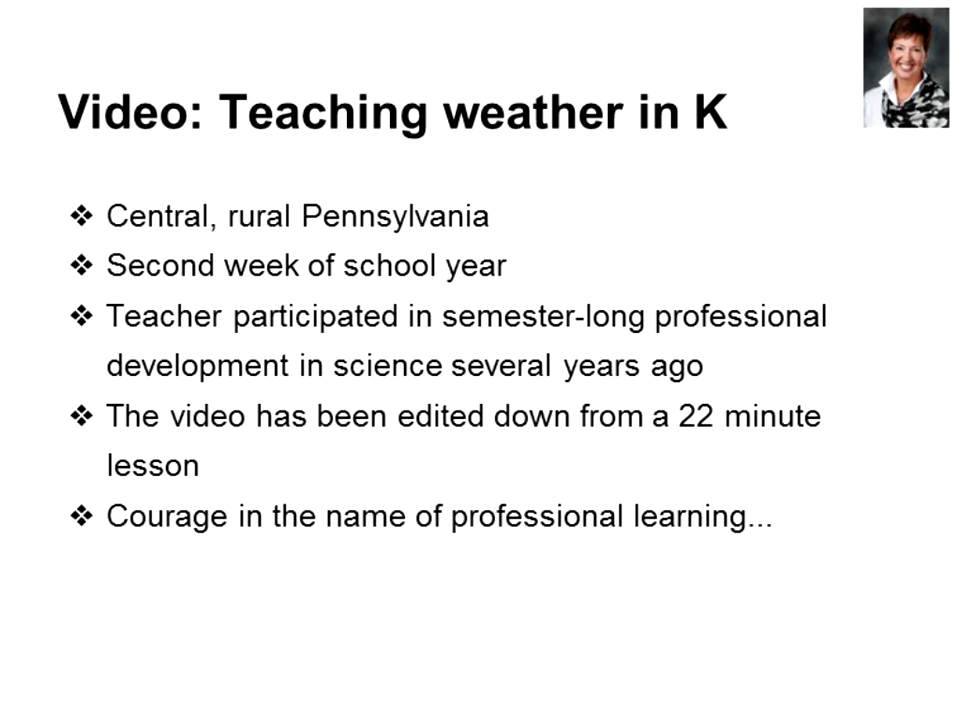 Video: Teaching weather in K
❖ Central, rural Pennsylvania
❖ Second week of school year
❖ Teacher participated in semester-long professional
development in science several years ago
❖ The video has been edited down from a 22 minute
lesson
❖ Courage in the name of professional learning...